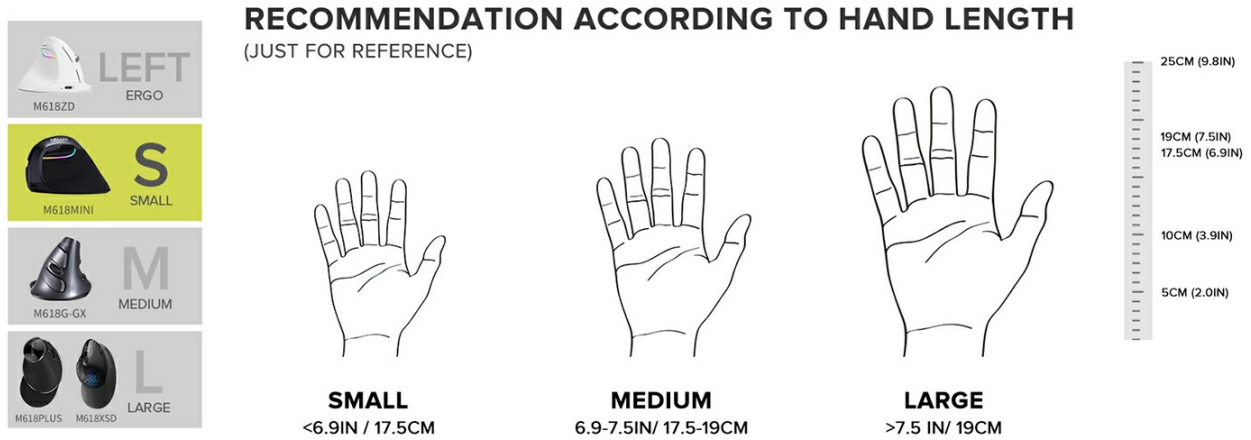 RECOMMENDATION ACCORDING TO HAND LENGTH
(JUST FOR REFERENCE)
LEFT
ERGO
M618ZD
S
SMALL
M618MINI
M
MEDIUM
M618G-GX
L
LARGE
M618PLUS M618XSD
SMALL
<6.9IN / 17.5CM
MEDIUM
6.9-7.5IN/ 17.5-19CM
LARGE
>7.5 IN/ 19CM
25CM (9.8IN)
19CM (7.5IN)
17.5CM (6.9IN)
10CM (3.9IN)
5CM (2.0IN)